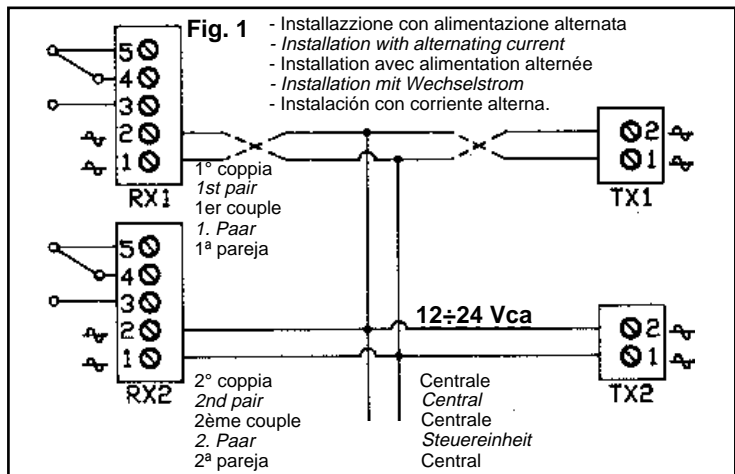 Fig. 1
- Installazzione con alimentazione alternata
- Installation with alternating current
- Installation avec alimentation alternée
- Installation mit Wechselstrom
- Instalación con corriente alterna.
5
4
3
2
1
RX1
2
1
TX1
1° coppia
1st pair
1er couple
1. Paar
1ª pareja
5
4
3
2
1
RX2
12÷24 Vca
2
1
TX2
2° coppia
2nd pair
2ème couple
2. Paar
2ª pareja
Centrale
Central
Centrale
Steuereinheit
Central